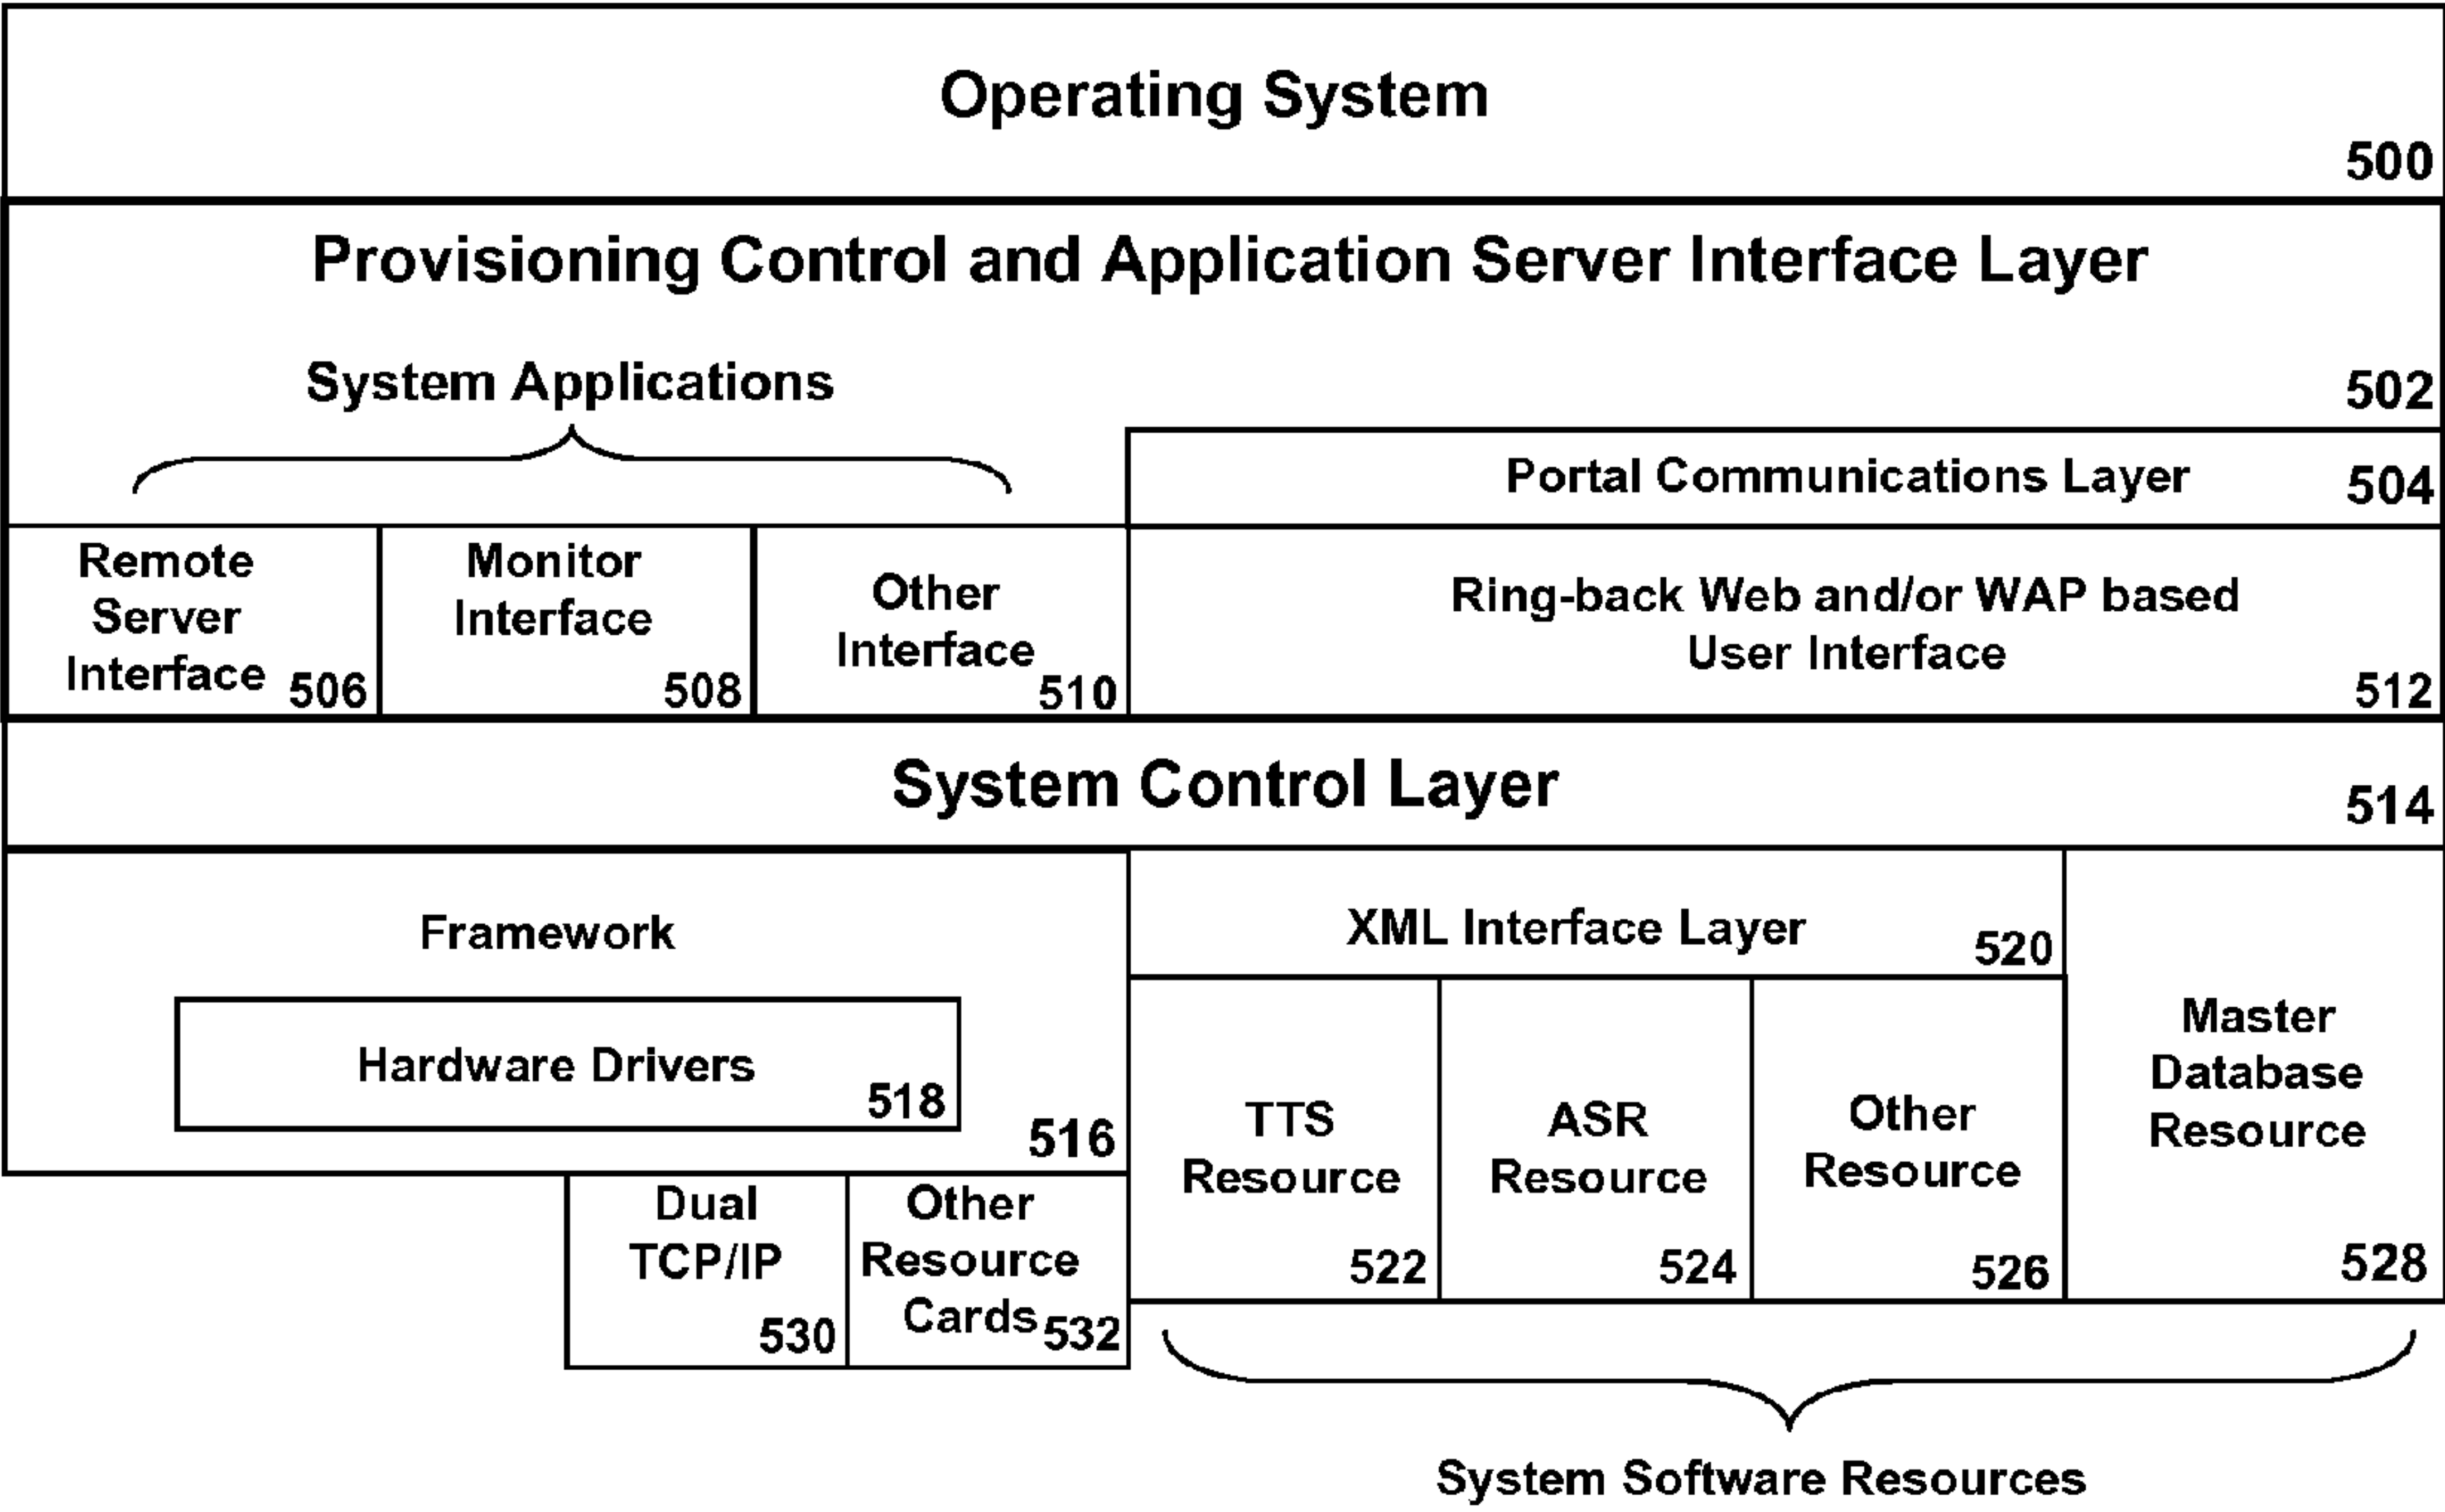 Operating System
500
Provisioning Control and Application Server Interface Layer
502
System Applications
Portal Communications Layer
504
Remote
Server
Interface
506
Monitor
Interface
508
Other
Interface
510
Ring-back Web and/or WAP based
User Interface
512
System Control Layer
514
Framework
Hardware Drivers
518
516
XML Interface Layer
520
TTS
Resource
522
ASR
Resource
524
Other
Resource
526
Master
Database
Resource
528
Dual
TCP/IP
530
Other
Resource
Cards
532
System Software Resources